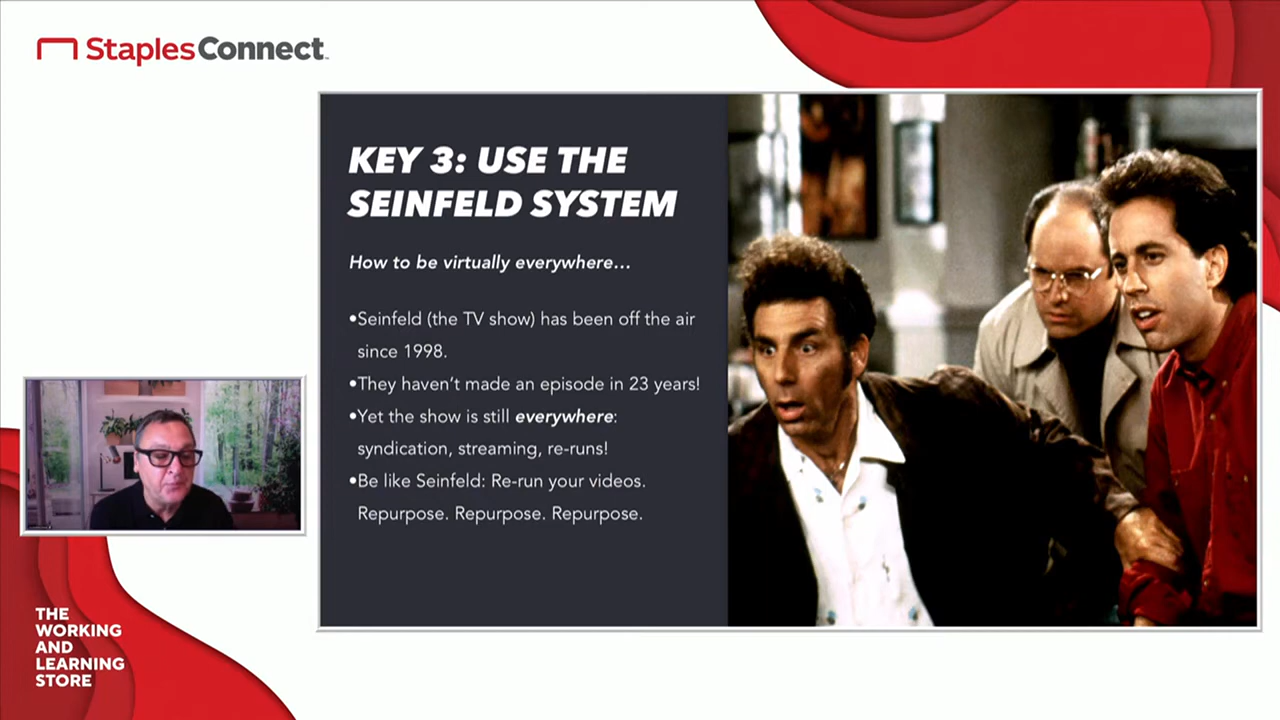 StaplesConnect™
KEY 3: USE THE
SEINFELD SYSTEM
How to be virtually everywhere...
•Seinfeld (the TV show) has been off the air
since 1998.
•They haven't made an episode in 23 years!
•Yet the show is still everywhere:
syndication, streaming, re-runs!
•Be like Seinfeld: Re-run your videos.
Repurpose. Repurpose. Repurpose.
THE
WORKING
AND
LEARNING
STORE